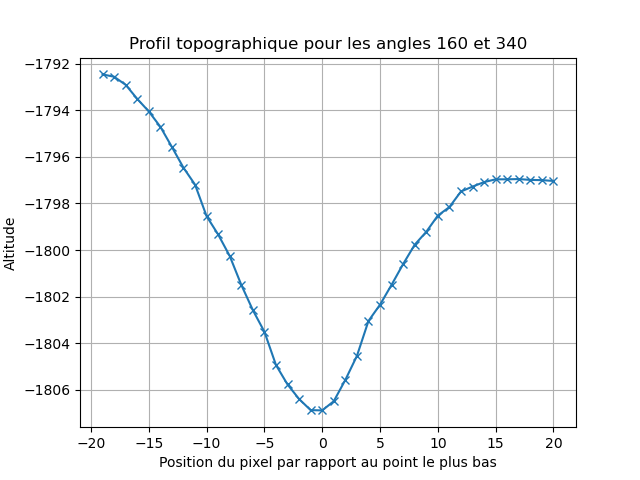 Profil topographique pour les angles 160 et 340
−1792
−1794
−1796
−1798
−1800
−1802
−1804
−1806
Altitude
−20 −15 −10 −5 0 5 10 15 20
Position du pixel par rapport au point le plus bas